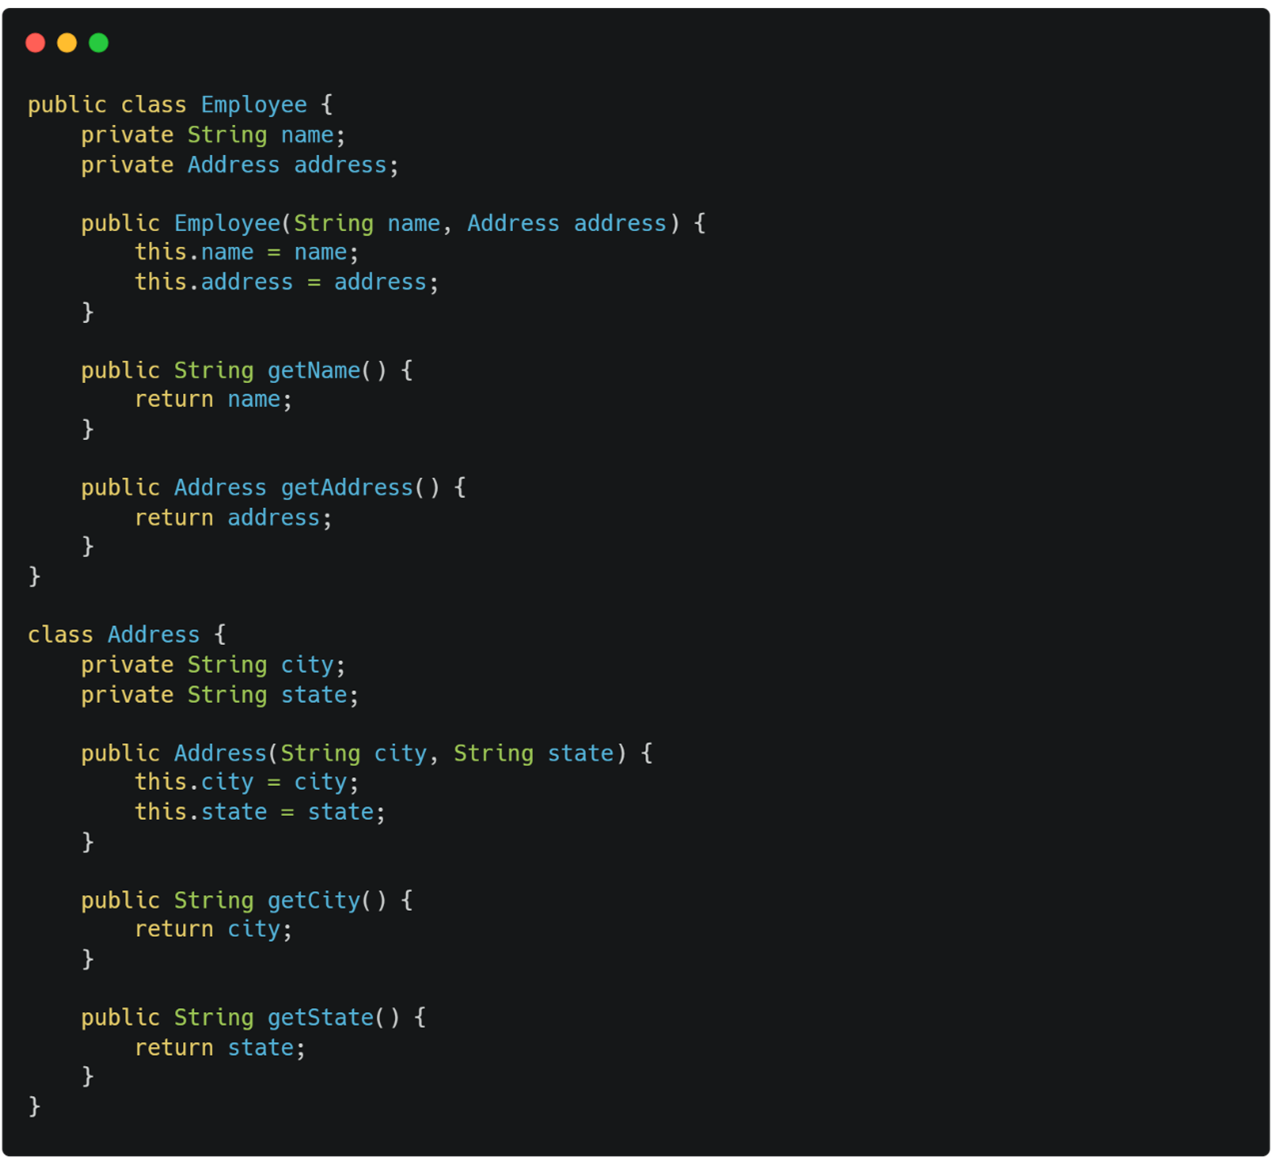 public class Employee {
    private String name;
    private Address address;

    public Employee(String name, Address address) {
        this.name = name;
        this.address = address;
    }

    public String getName() {
        return name;
    }

    public Address getAddress() {
        return address;
    }
}

class Address {
    private String city;
    private String state;

    public Address(String city, String state) {
        this.city = city;
        this.state = state;
    }

    public String getCity() {
        return city;
    }

    public String getState() {
        return state;
    }
}